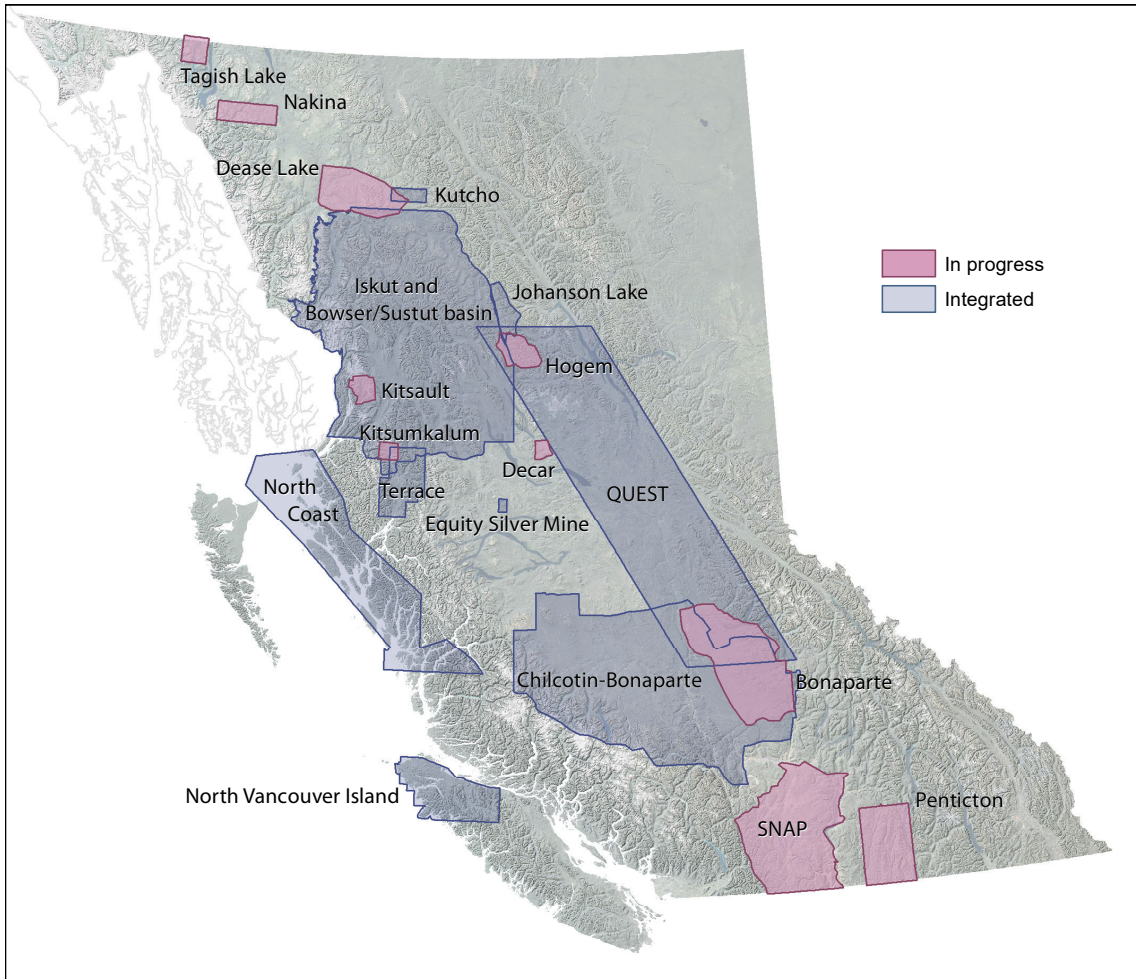 Tagish Lake
Nakina
Dease Lake
Kutcho
In progress
Integrated
Iskut and
Bowser/Sustut basin
Johanson Lake
Hogem
Kitsault
Kitsumkalum
Decar
North
Coast
Terrace
QUEST
Equity Silver Mine
Chilcotin-Bonaparte
Bonaparte
North Vancouver Island
Penticton
SNAP